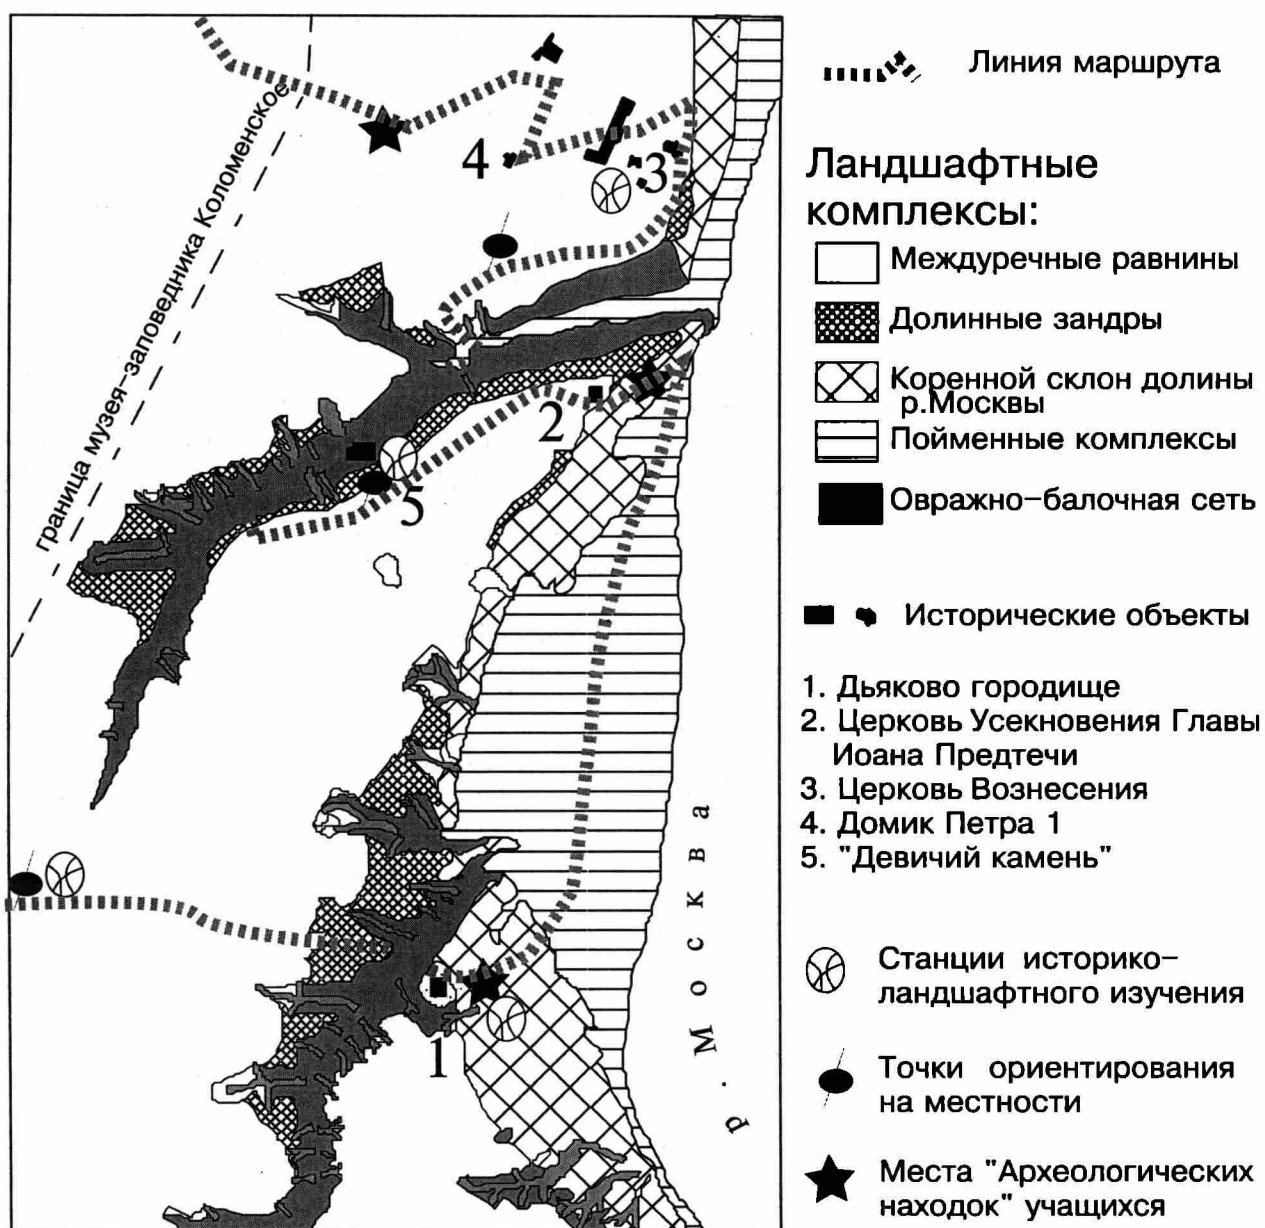 граница музея-заповедника Коломенское
4
3
2
5
1
р. Москва
Линия маршрута
Ландшафтные
комплексы:
Междуречные равнины
Долинные зандры
Коренной склон долины
р.Москвы
Пойменные комплексы
Овражно-балочная сеть
Исторические объекты
1. Дьяково городище
2. Церковь Усекновения Главы
Иоана Предтечи
3. Церковь Вознесения
4. Домик Петра 1
5. "Девичий камень"
Станции историко-
ландшафтного изучения
Точки ориентирования
на местности
Места "Археологических
находок" учащихся